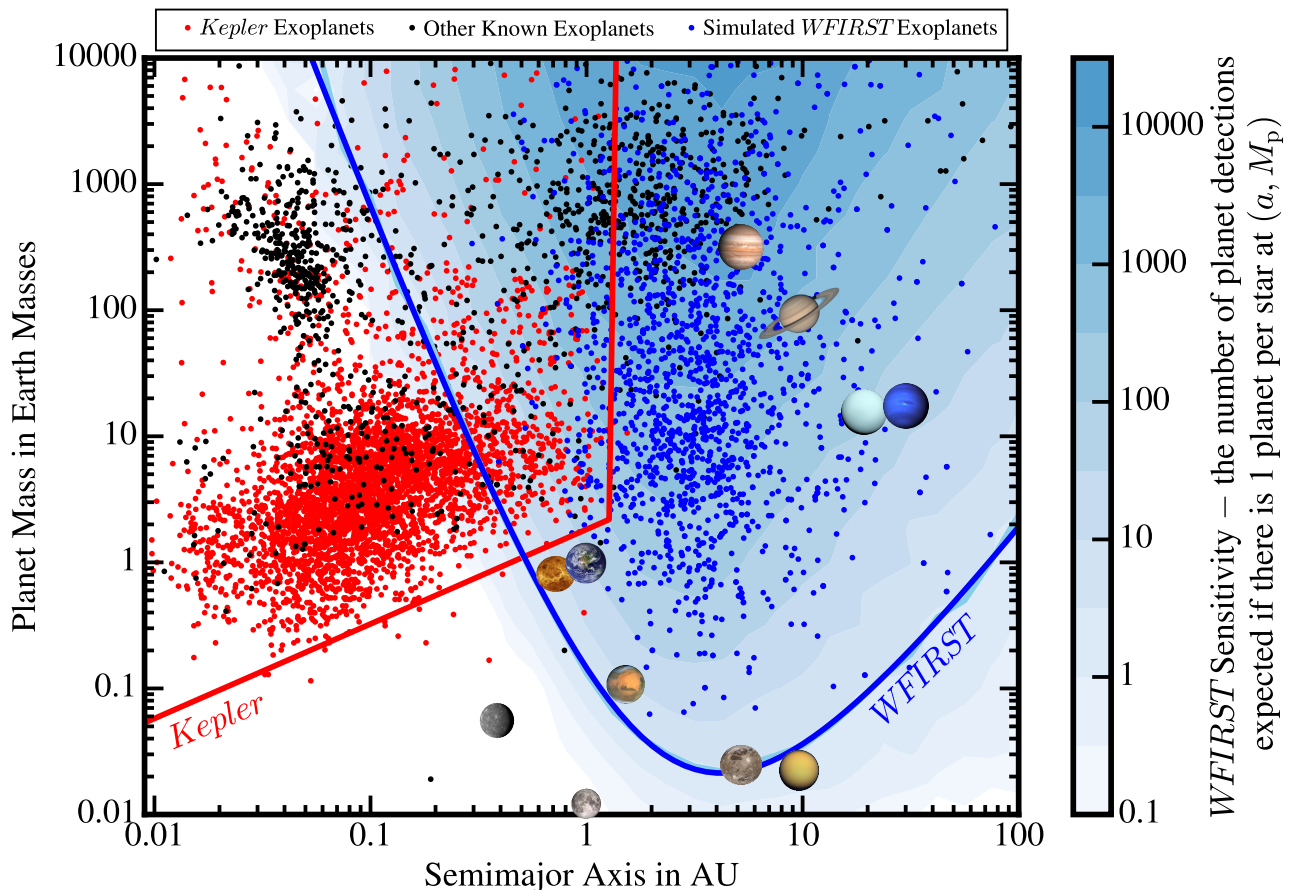 Kepler Exoplanets
Other Known Exoplanets
Simulated WFIRST Exoplanets
10000
1000
100
10
1
0.1
0.01
Planet Mass in Earth Masses
0.01
0.1
1
10
100
Semimajor Axis in AU
Kepler
WFIRST
10000
1000
100
10
1
0.1
WFIRST Sensitivity – the number of planet detections
expected if there is 1 planet per star at (a, Mp)